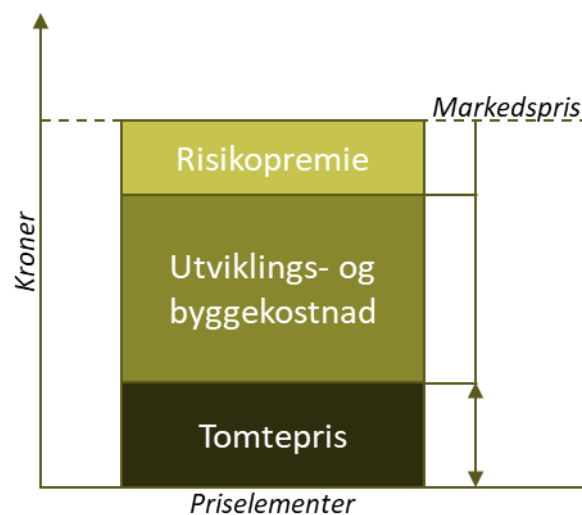 Markedspris
Risikopremie
Kroner
Utviklings- og
byggekostnad
Tomtepris
Priselementer